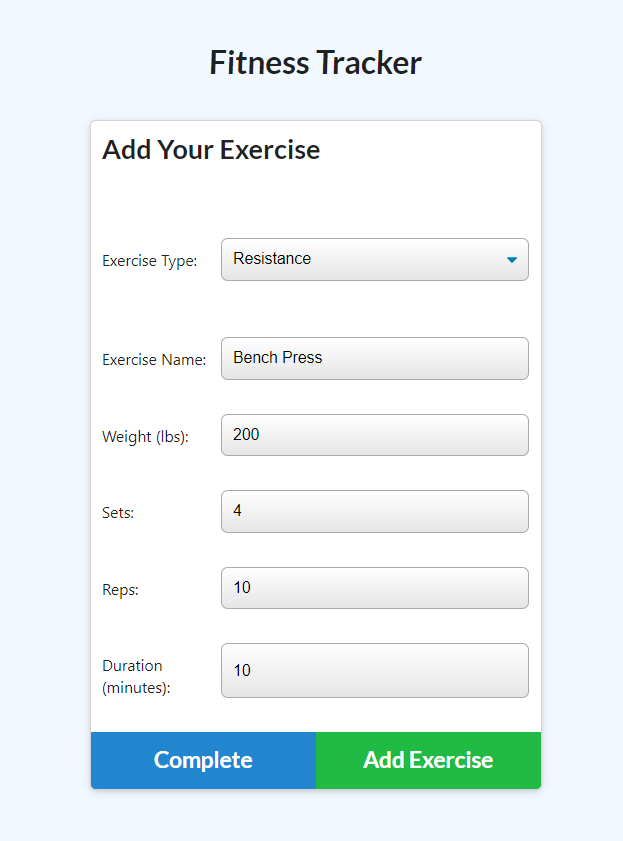 Fitness Tracker
Add Your Exercise
Exercise Type: Resistance
Exercise Name: Bench Press
Weight (lbs): 200
Sets: 4
Reps: 10
Duration
(minutes): 10
Complete Add Exercise